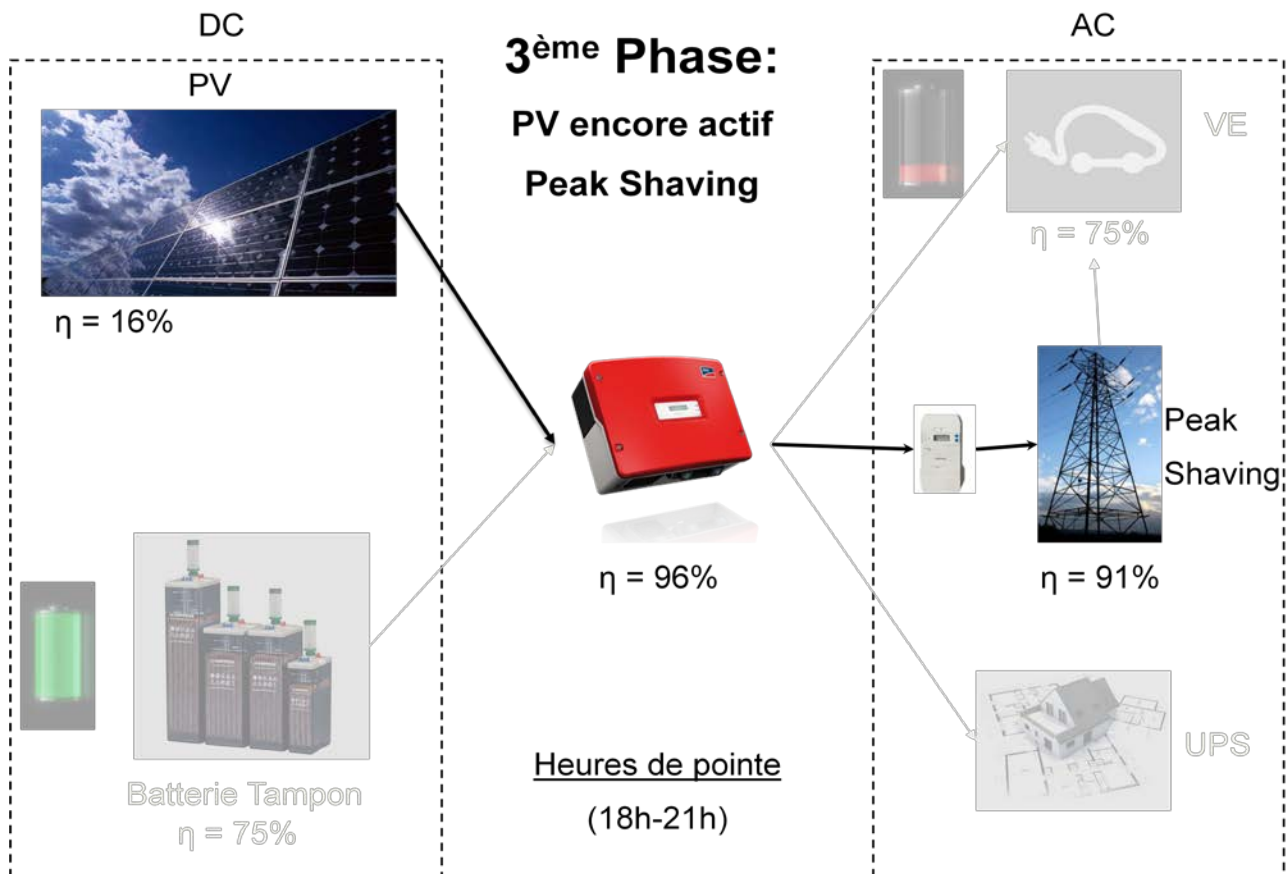 DC
PV
η = 16%
Batterie Tampon
η = 75%
3ème Phase:
PV encore actif
Peak Shaving
η = 96%
Heures de pointe
(18h-21h)
AC
VE
η = 75%
Peak
Shaving
η = 91%
UPS